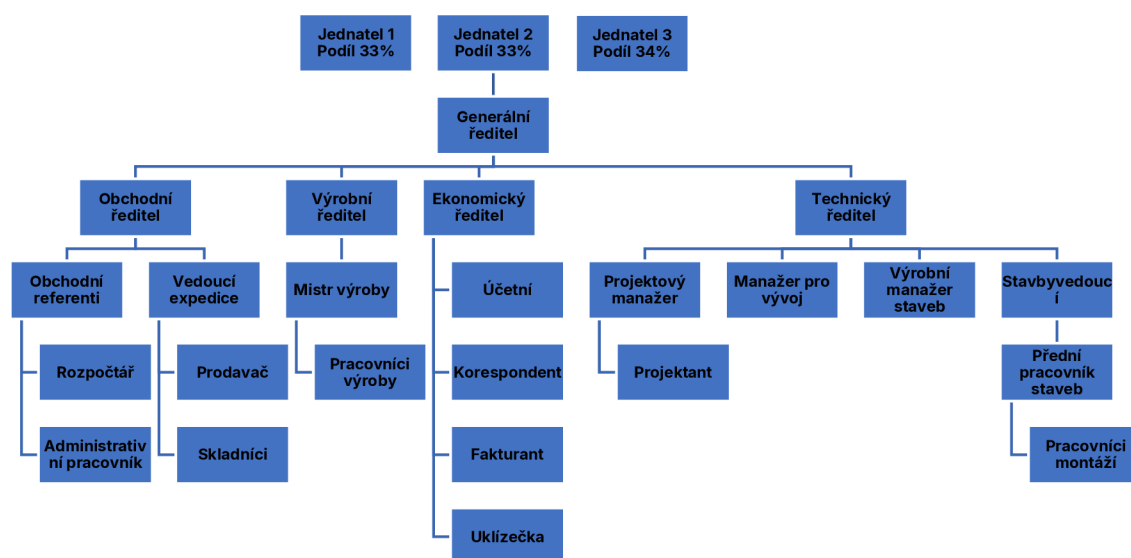 Jednatel 1
Podíl 33%
Jednatel 2
Podíl 33%
Jednatel 3
Podíl 34%
Generální
ředitel
Obchodní
ředitel
Výrobní
ředitel
Ekonomický
ředitel
Technický
ředitel
Obchodní
referenti
Vedoucí
expedice
Mistr výroby
Účetní
Projektový
manažer
Manažer pro
vývoj
Výrobní
manažer
staveb
Stavbyvedouc
í
Rozpočtář
Prodavač
Pracovníci
výroby
Korespondent
Projektant
Přední
pracovník
staveb
Administrativ
ní pracovník
Skladníci
Fakturant
Pracovníci
montáží
Uklízečka